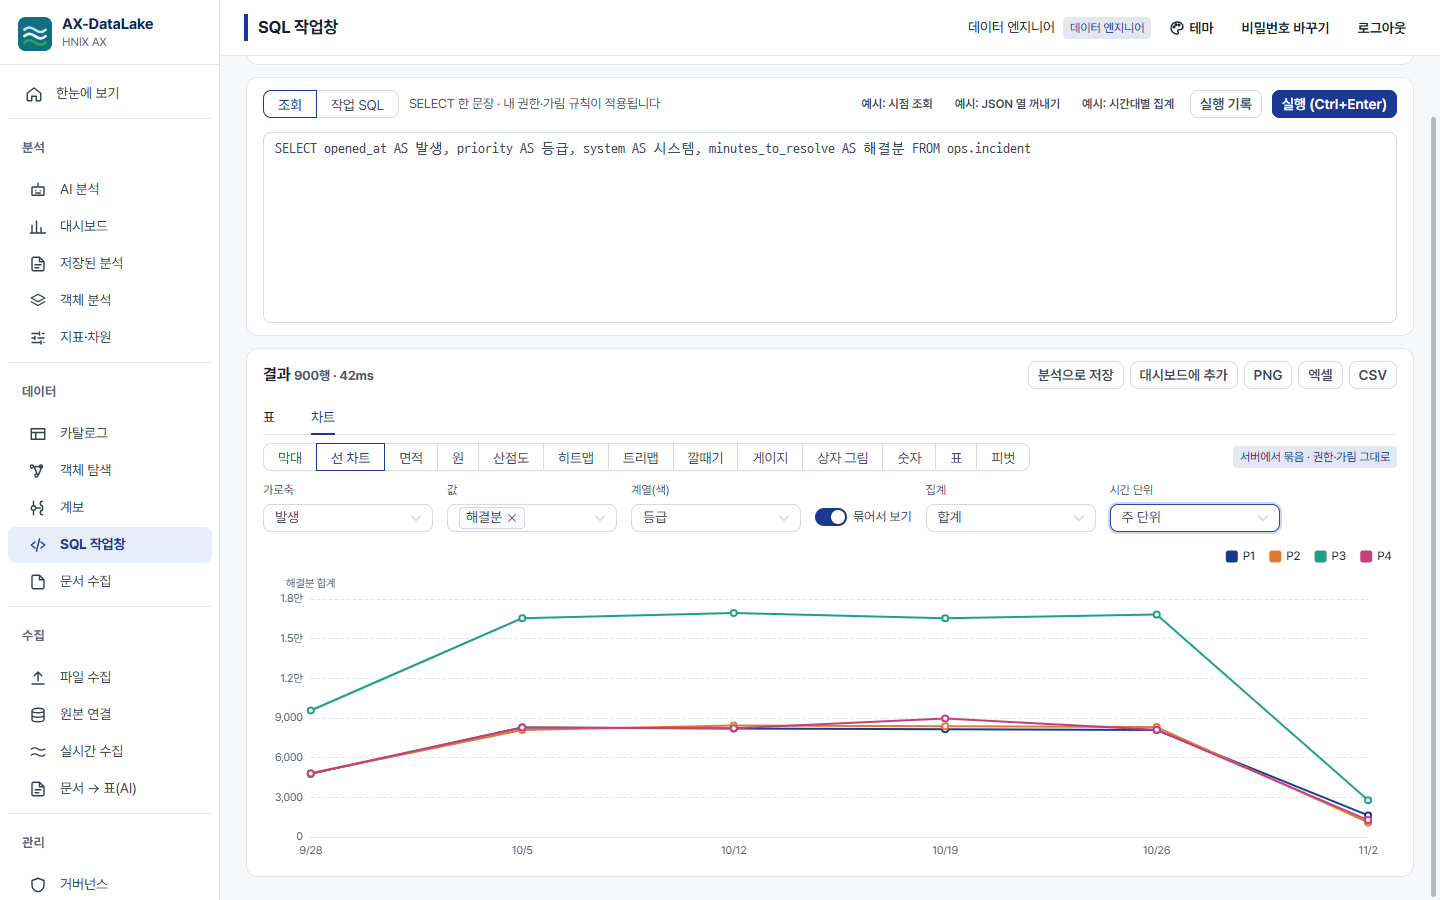 AX-DataLake
HNIX AX
한눈에 보기
분석
AI 분석
대시보드
저장된 분석
객체 분석
지표·차원
데이터
카탈로그
객체 탐색
계보
SQL 작업창
문서 수집
수집
파일 수집
원본 연결
실시간 수집
문서 → 표(AI)
관리
거버넌스
SQL 작업창
데이터 엔지니어 데이터 엔지니어 테마 비밀번호 바꾸기 로그아웃
조회 작업 SQL SELECT 한 문장 · 내 권한·가림 규칙이 적용됩니다 예시: 시점 조회 예시: JSON 열 꺼내기 예시: 시간대별 집계 실행 기록 실행 (Ctrl+Enter)
SELECT opened_at AS 발생, priority AS 등급, system AS 시스템, minutes_to_resolve AS 해결분 FROM ops.incident
결과 900행 · 42ms 분석으로 저장 대시보드에 추가 PNG 엑셀 CSV
표 차트
막대 선 차트 면적 원 산점도 히트맵 트리맵 깔때기 게이지 상자 그림 숫자 표 피벗 서버에서 묶음 · 권한·가림 그대로
가로축 값 계열(색) 집계 시간 단위
발생 해결분 등급 묶어서 보기 합계 주 단위
P1 P2 P3 P4
해결분 합계
1.8만
1.5만
1.2만
9,000
6,000
3,000
0
9/28 10/5 10/12 10/19 10/26 11/2